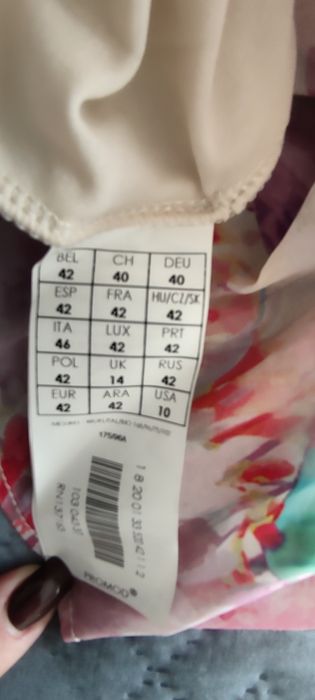 BEL CH DEU
42 40 40
ESP FRA HU/CZ/SK
42 42 42
ITA LUX PRT
46 42 42
POL UK RUS
42 14 42
EUR ARA USA
42 42 10
175/96A
PROMOD®